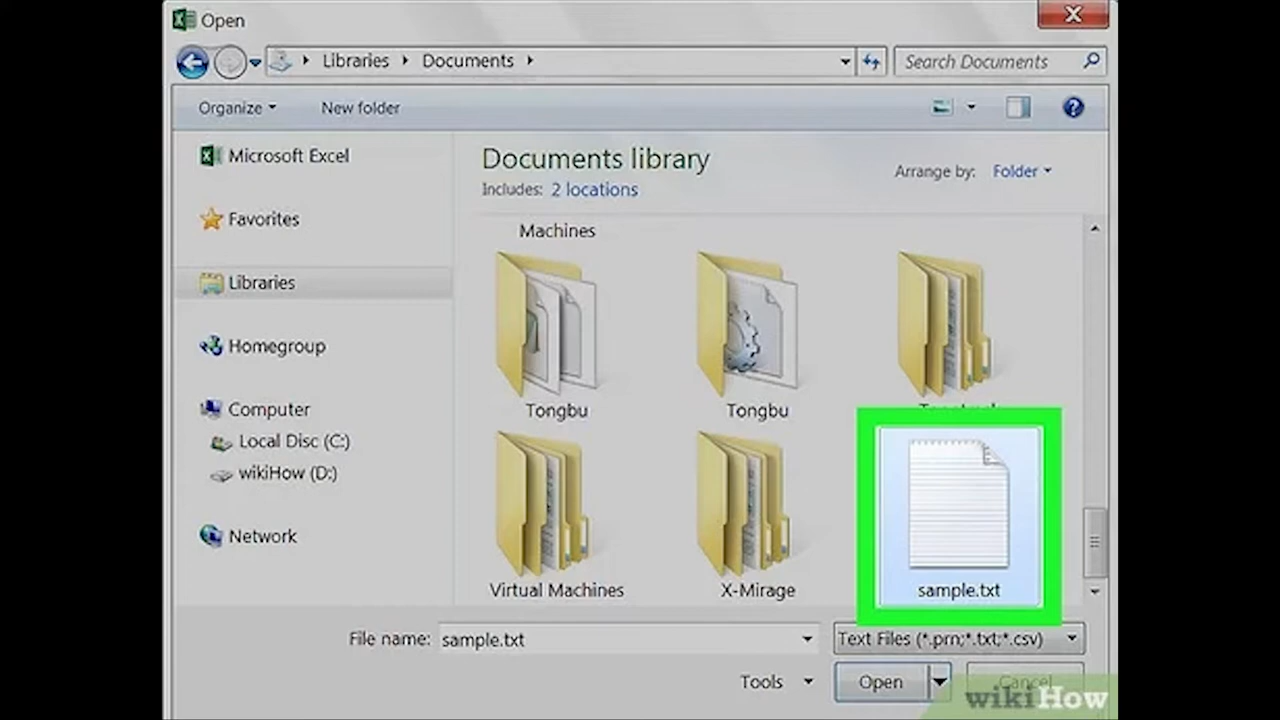 Open
Libraries Documents Search Documents
Organize New folder
Microsoft Excel
Favorites
Libraries
Homegroup
Computer
Local Disc (C:)
wikiHow (D:)
Network
Documents library
Includes: 2 locations
Arrange by: Folder
Machines
Tongbu Tongbu
Virtual Machines X-Mirage sample.txt
File name: sample.txt Text Files (*.prn;*.txt;*.csv)
Tools Open Cancel
wikiHow